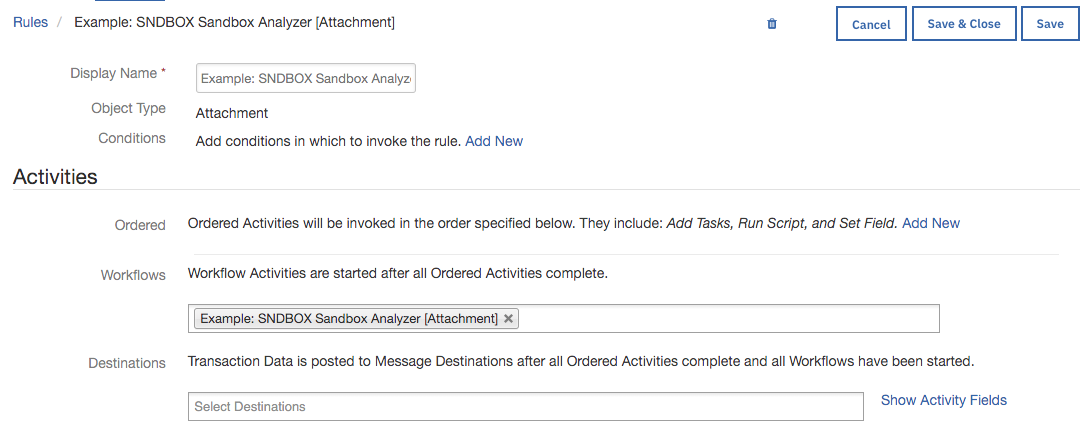 Rules / Example: SNDBOX Sandbox Analyzer [Attachment] Cancel Save & Close Save
Display Name * Example: SNDBOX Sandbox Analyz
Object Type Attachment
Conditions Add conditions in which to invoke the rule. Add New
Activities
Ordered Ordered Activities will be invoked in the order specified below. They include: Add Tasks, Run Script, and Set Field. Add New
Workflows Workflow Activities are started after all Ordered Activities complete.
Example: SNDBOX Sandbox Analyzer [Attachment] ×
Destinations Transaction Data is posted to Message Destinations after all Ordered Activities complete and all Workflows have been started.
Select Destinations Show Activity Fields